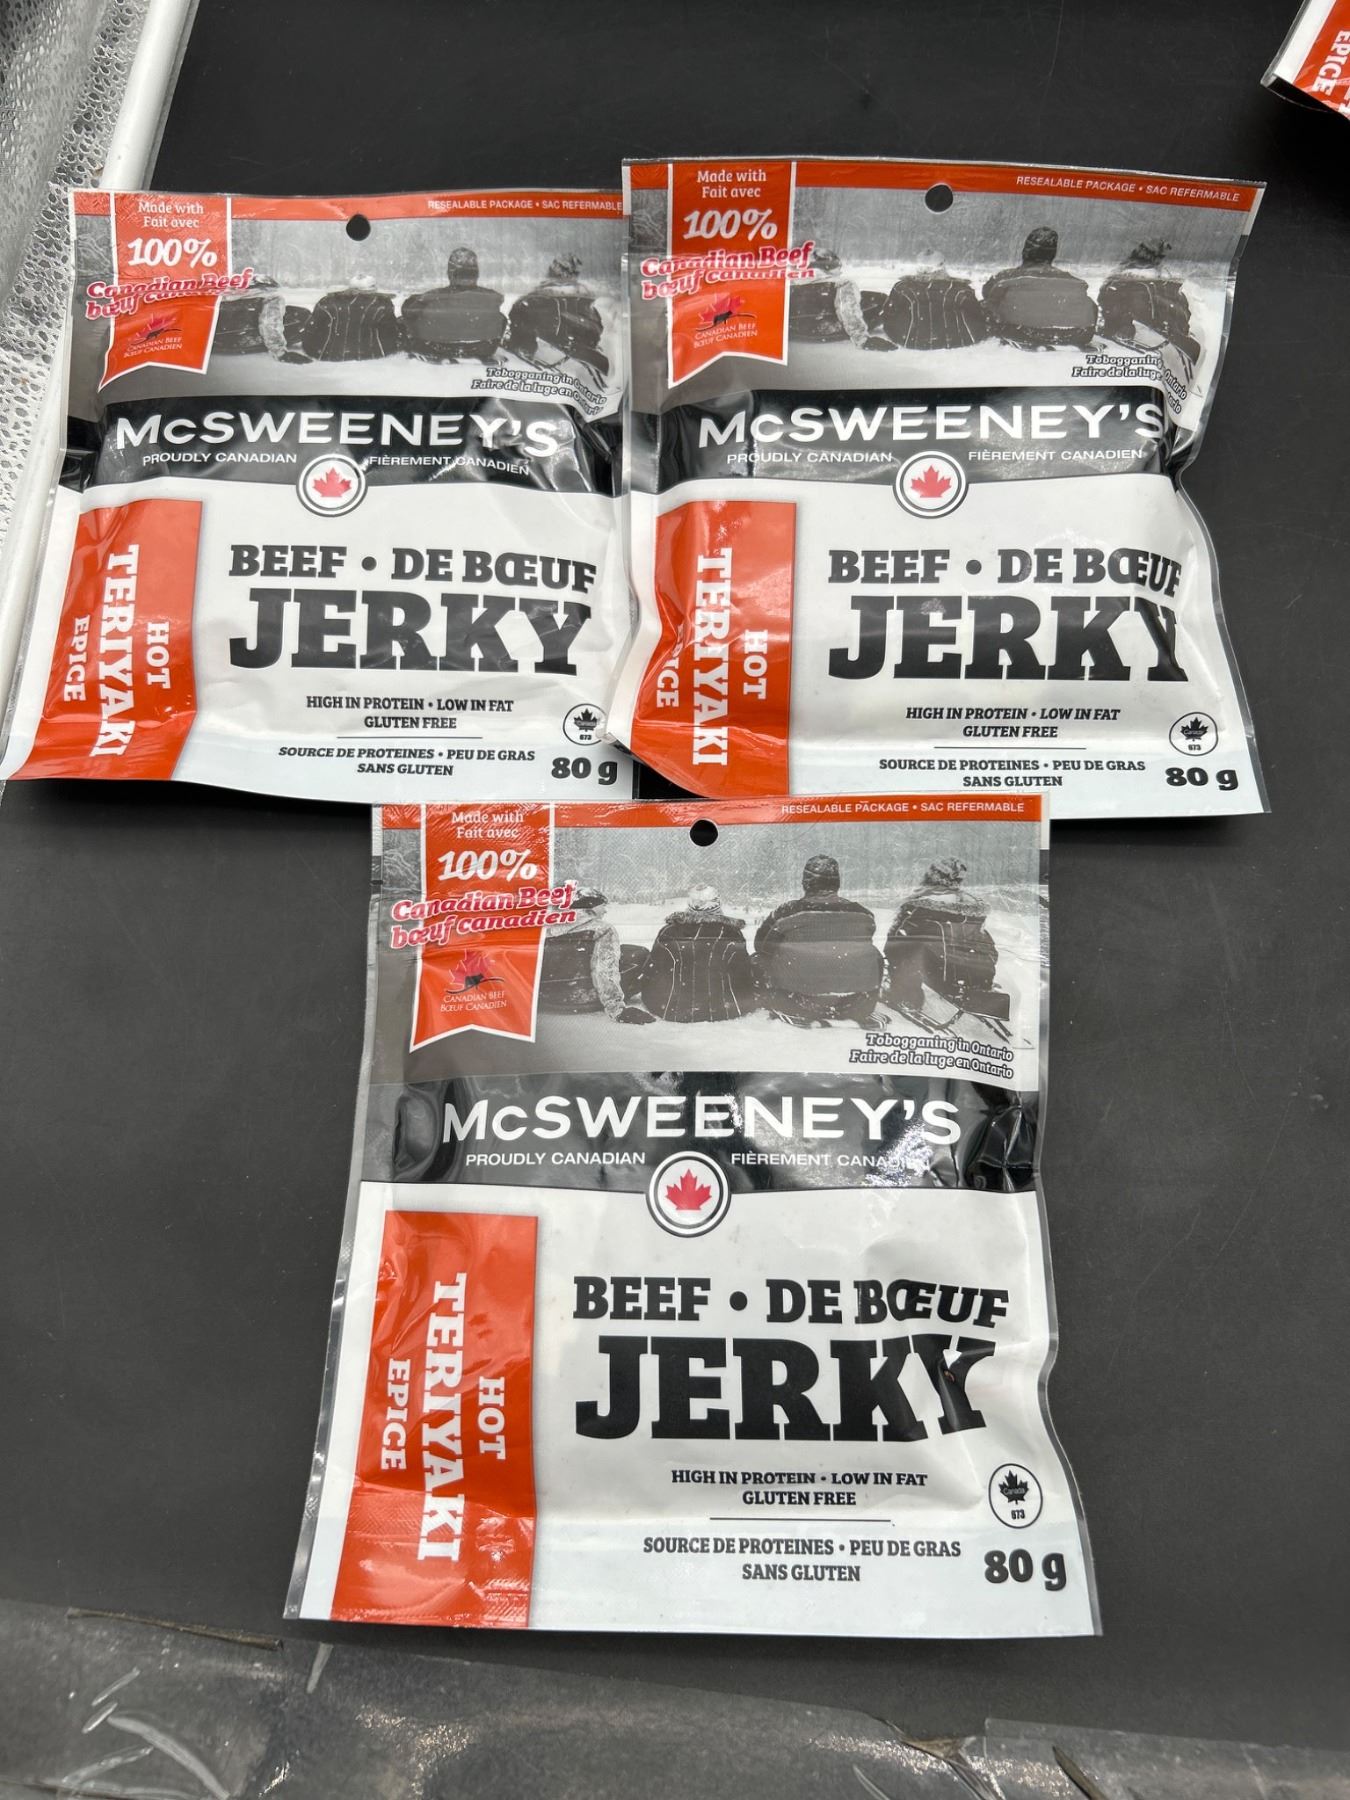 Made with
Fait avec
100%
Canadian Beef
bœuf canadien
CANADIAN BEEF
BŒUF CANADIEN
RESEALABLE PACKAGE • SAC REFERMABLE
Tobogganing in Ontario
Faire de la luge en Ontario
McSWEENEY'S
PROUDLY CANADIAN FIÈREMENT CANADIEN
HOT
TERIYAKI
EPICE
BEEF • DE BŒUF
JERKY
HIGH IN PROTEIN • LOW IN FAT
GLUTEN FREE
SOURCE DE PROTEINES • PEU DE GRAS
SANS GLUTEN
Canada
673
80 g
Made with
Fait avec
100%
Canadian Beef
bœuf canadien
CANADIAN BEEF
BŒUF CANADIEN
RESEALABLE PACKAGE • SAC REFERMABLE
Tobogganing Ontario
Faire de la luge
McSWEENEY'S
PROUDLY CANADIAN FIÈREMENT CANADIEN
HOT
TERIYAKI
EPICE
BEEF • DE BŒUF
JERKY
HIGH IN PROTEIN • LOW IN FAT
GLUTEN FREE
SOURCE DE PROTEINES • PEU DE GRAS
SANS GLUTEN
Canada
673
80 g
Made with
Fait avec
100%
Canadian Beef
bœuf canadien
CANADIAN BEEF
BŒUF CANADIEN
RESEALABLE PACKAGE • SAC REFERMABLE
Tobogganing in Ontario
Faire de la luge en Ontario
McSWEENEY'S
PROUDLY CANADIAN FIÈREMENT CANADIEN
HOT
TERIYAKI
EPICE
BEEF • DE BŒUF
JERKY
HIGH IN PROTEIN • LOW IN FAT
GLUTEN FREE
SOURCE DE PROTEINES • PEU DE GRAS
SANS GLUTEN
Canada
673
80 g
EPICE